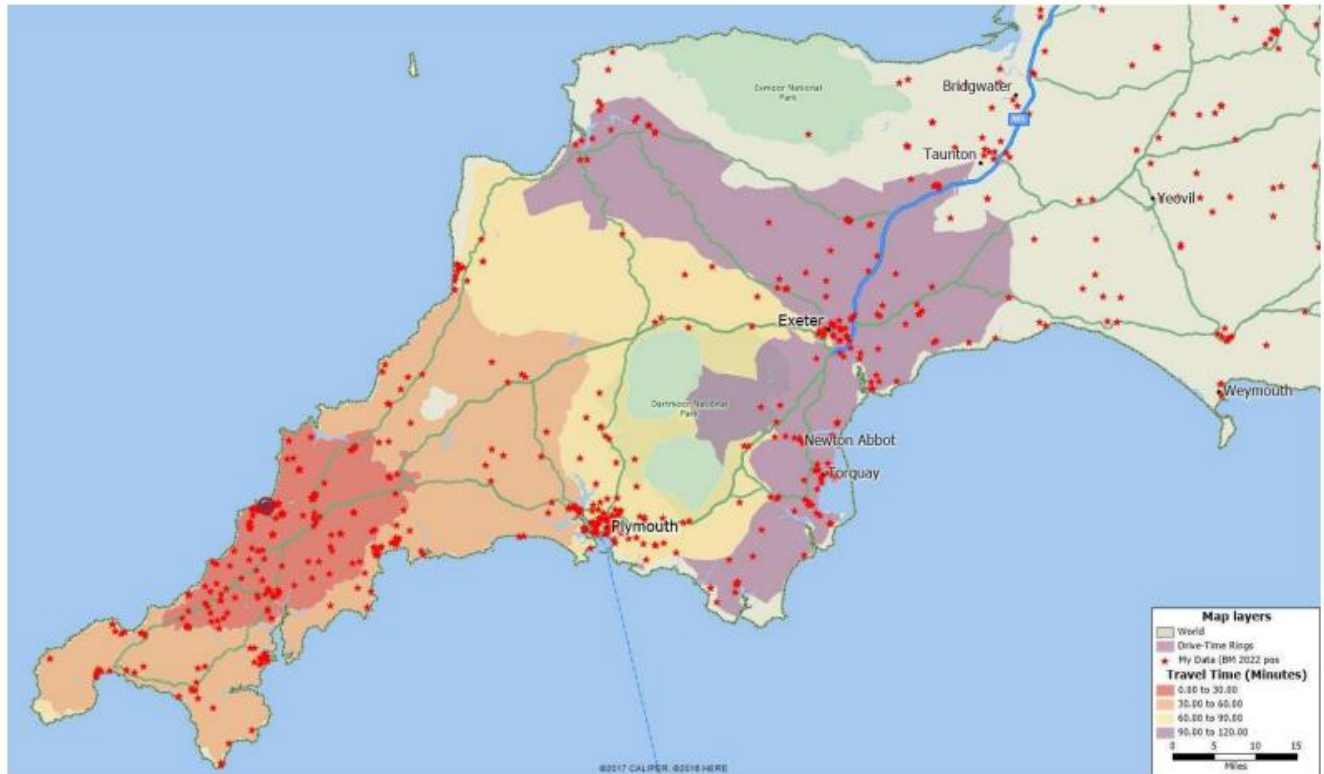 Exmoor National
Park
Bridgwater
M5
Taunton
Yeovil
Exeter
Weymouth
Dartmoor National
Park
Newton Abbot
Torquay
Plymouth
Map layers
World
Drive-Time Rings
My Data (BM 2022 pos
Travel Time (Minutes)
0.00 to 30.00
30.00 to 60.00
60.00 to 90.00
90.00 to 120.00
0 5 10 15
Miles
©2017 CALIPER; ©2016 HERE